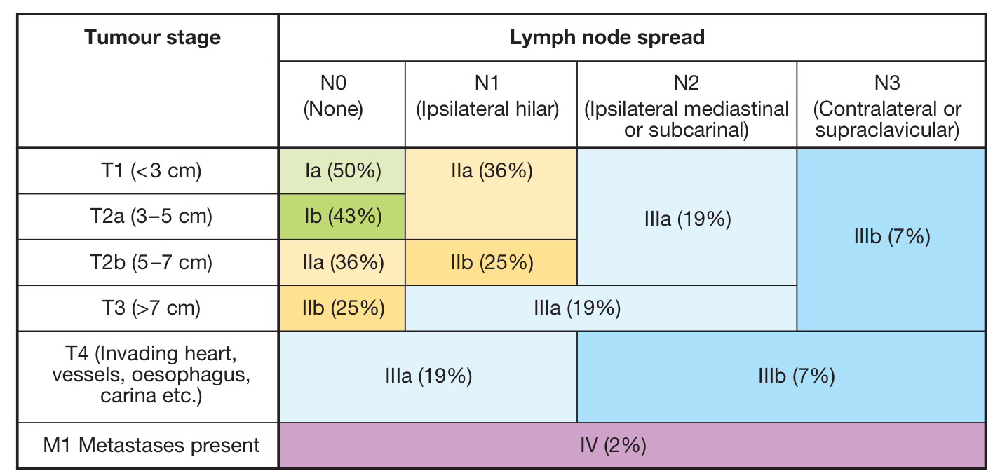 Tumour stage
Lymph node spread
N0
(None)
N1
(Ipsilateral hilar)
N2
(Ipsilateral mediastinal
or subcarinal)
N3
(Contralateral or
supraclavicular)
T1 (<3 cm)
Ia (50%)
IIa (36%)
IIIa (19%)
IIIb (7%)
T2a (3–5 cm)
Ib (43%)
T2b (5–7 cm)
IIa (36%)
IIb (25%)
T3 (>7 cm)
IIb (25%)
IIIa (19%)
T4 (Invading heart,
vessels, oesophagus,
carina etc.)
IIIa (19%)
IIIb (7%)
M1 Metastases present
IV (2%)